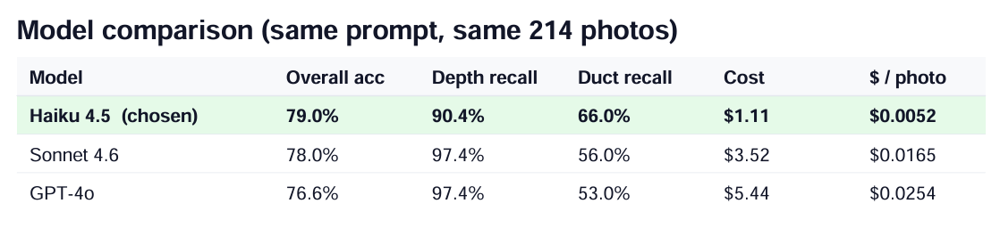 Model comparison (same prompt, same 214 photos)
Model Overall acc Depth recall Duct recall Cost $ / photo
Haiku 4.5 (chosen) 79.0% 90.4% 66.0% $1.11 $0.0052
Sonnet 4.6 78.0% 97.4% 56.0% $3.52 $0.0165
GPT-4o 76.6% 97.4% 53.0% $5.44 $0.0254